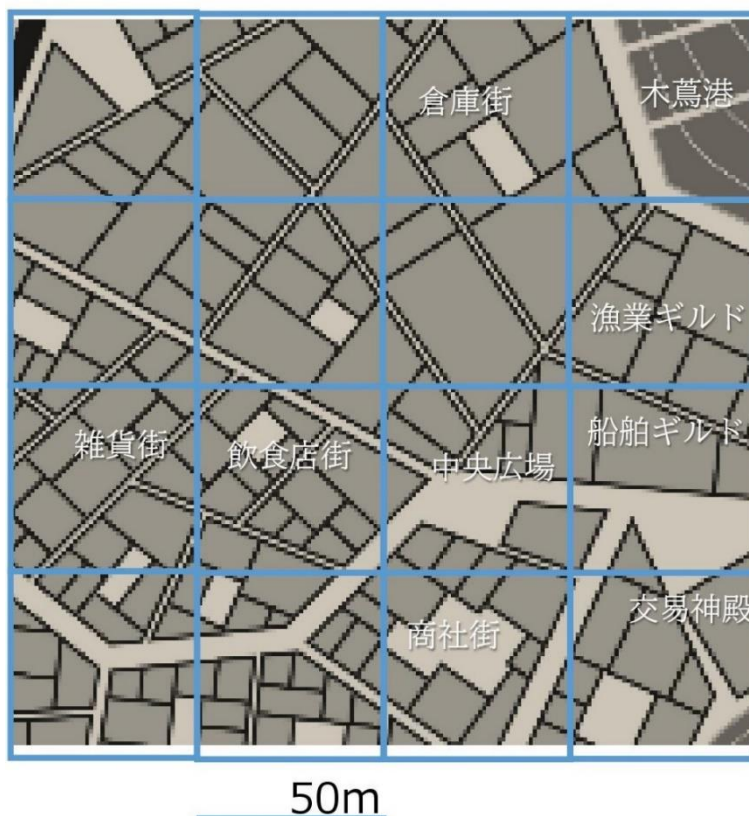 倉庫街
木蔦港
漁業ギルド
雑貨街
飲食店街
中央広場
船舶ギルド
商社街
交易神殿
50m